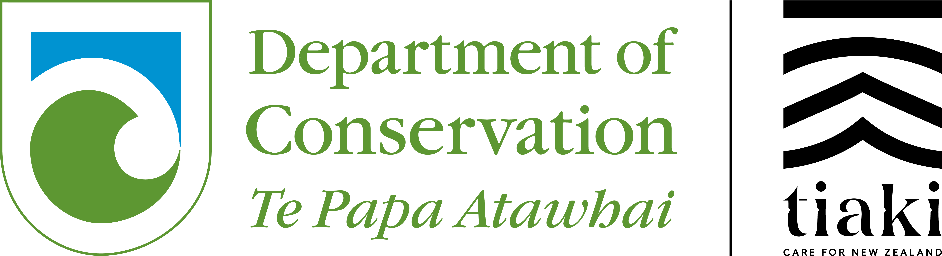 Department of
Conservation
Te Papa Atawhai
tiaki
CARE FOR NEW ZEALAND